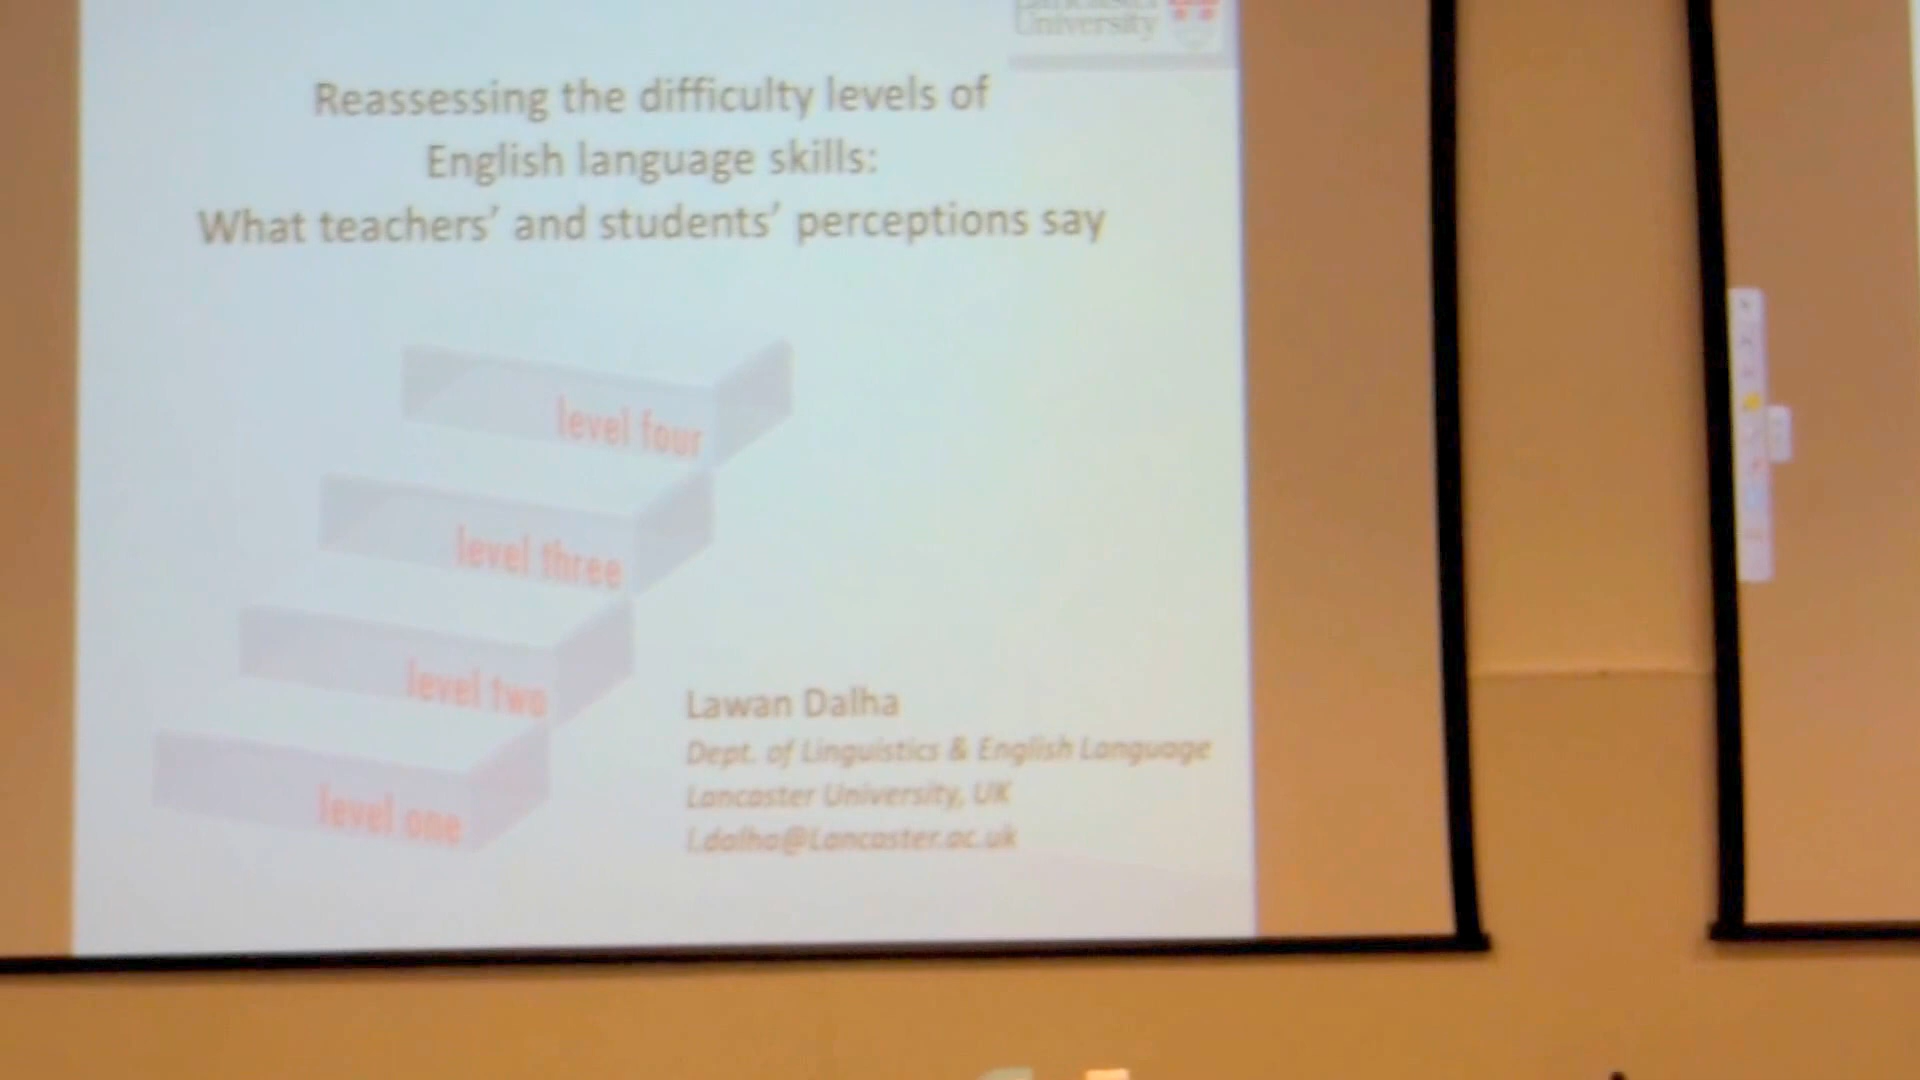 Lancaster
University
Reassessing the difficulty levels of
English language skills:
What teachers’ and students’ perceptions say
level four
level three
level two
level one
Lawan Dalha
Dept. of Linguistics & English Language
Lancaster University, UK
l.dalha@Lancaster.ac.uk